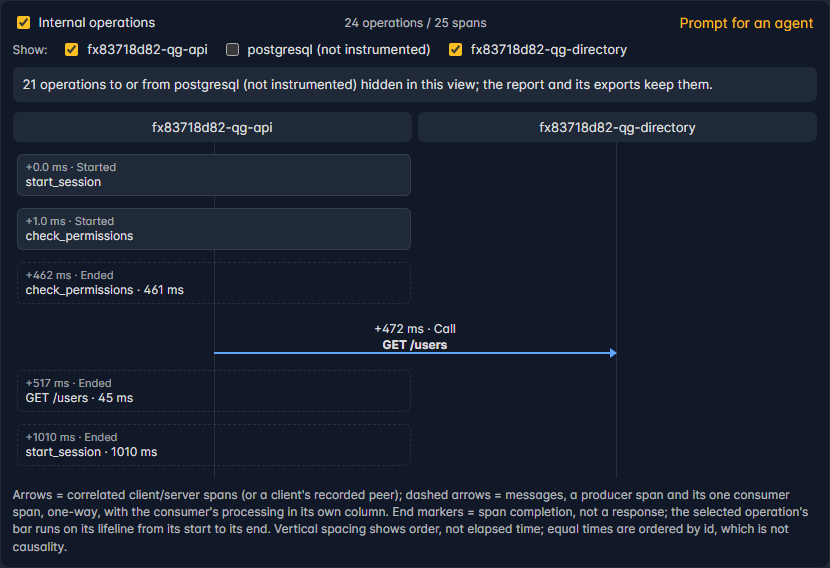 Internal operations
24 operations / 25 spans
Prompt for an agent
Show:
fx83718d82-qg-api
postgresql (not instrumented)
fx83718d82-qg-directory
21 operations to or from postgresql (not instrumented) hidden in this view; the report and its exports keep them.
fx83718d82-qg-api
fx83718d82-qg-directory
+0.0 ms · Started
start_session
+1.0 ms · Started
check_permissions
+462 ms · Ended
check_permissions · 461 ms
+472 ms · Call
GET /users
+517 ms · Ended
GET /users · 45 ms
+1010 ms · Ended
start_session · 1010 ms
Arrows = correlated client/server spans (or a client's recorded peer); dashed arrows = messages, a producer span and its one consumer
span, one-way, with the consumer's processing in its own column. End markers = span completion, not a response; the selected operation's
bar runs on its lifeline from its start to its end. Vertical spacing shows order, not elapsed time; equal times are ordered by id, which is not
causality.